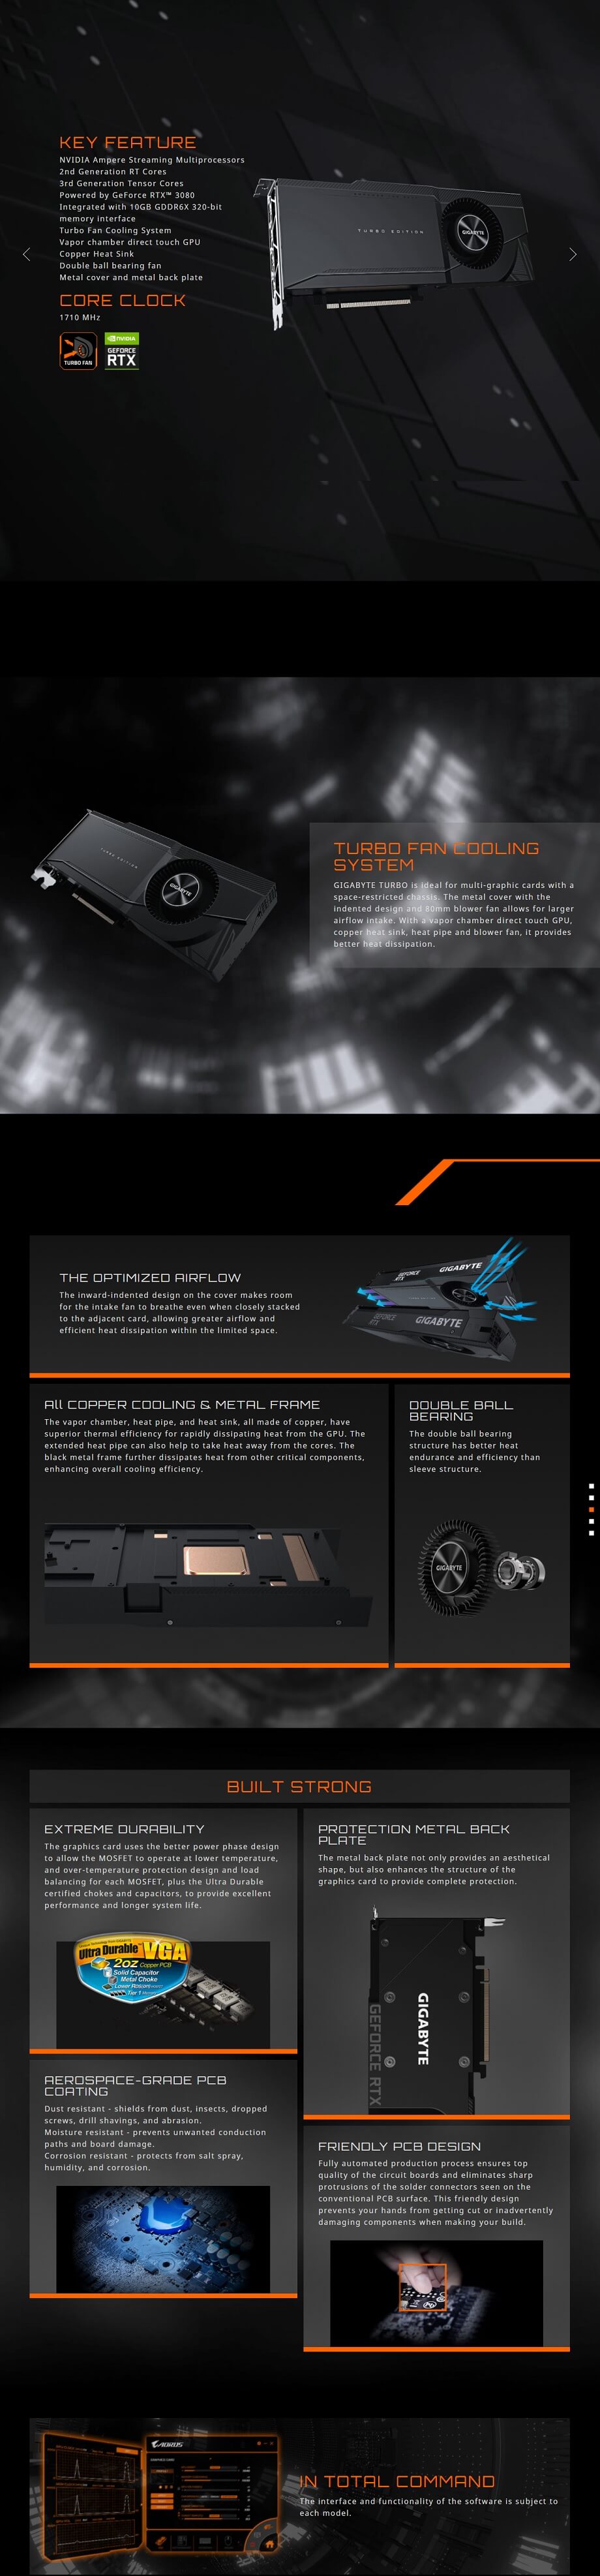 KEY FEATURE
NVIDIA Ampere Streaming Multiprocessors
2nd Generation RT Cores
3rd Generation Tensor Cores
Powered by GeForce RTX™ 3080
Integrated with 10GB GDDR6X 320-bit
memory interface
Turbo Fan Cooling System
Vapor chamber direct touch GPU
Copper Heat Sink
Double ball bearing fan
Metal cover and metal back plate
CORE CLOCK
1710 MHz
TURBO FAN
NVIDIA
GEFORCE
RTX
TURBO EDITION
GIGABYTE
TURBO EDITION
GIGABYTE
TURBO FAN COOLING
SYSTEM
GIGABYTE TURBO is ideal for multi-graphic cards with a
space-restricted chassis. The metal cover with the
indented design and 80mm blower fan allows for larger
airflow intake. With a vapor chamber direct touch GPU,
copper heat sink, heat pipe and blower fan, it provides
better heat dissipation.
THE OPTIMIZED AIRFLOW
The inward-indented design on the cover makes room
for the intake fan to breathe even when closely stacked
to the adjacent card, allowing greater airflow and
efficient heat dissipation within the limited space.
GEFORCE
RTX
GIGABYTE
GEFORCE
RTX
GIGABYTE
All COPPER COOLING & METAL FRAME
The vapor chamber, heat pipe, and heat sink, all made of copper, have
superior thermal efficiency for rapidly dissipating heat from the GPU. The
extended heat pipe can also help to take heat away from the cores. The
black metal frame further dissipates heat from other critical components,
enhancing overall cooling efficiency.
DOUBLE BALL
BEARING
The double ball bearing
structure has better heat
endurance and efficiency than
sleeve structure.
GIGABYTE
BUILT STRONG
EXTREME DURABILITY
The graphics card uses the better power phase design
to allow the MOSFET to operate at lower temperature,
and over-temperature protection design and load
balancing for each MOSFET, plus the Ultra Durable
certified chokes and capacitors, to provide excellent
performance and longer system life.
Ultra Durable VGA
2oz Copper PCB
Solid Capacitor
Metal Choke
Lower RDS(on)
Tier 1
PROTECTION METAL BACK
PLATE
The metal back plate not only provides an aesthetical
shape, but also enhances the structure of the
graphics card to provide complete protection.
GIGABYTE
GEFORCE RTX
AEROSPACE-GRADE PCB
COATING
Dust resistant - shields from dust, insects, dropped
screws, drill shavings, and abrasion.
Moisture resistant - prevents unwanted conduction
paths and board damage.
Corrosion resistant - protects from salt spray,
humidity, and corrosion.
FRIENDLY PCB DESIGN
Fully automated production process ensures top
quality of the circuit boards and eliminates sharp
protrusions of the solder connectors seen on the
conventional PCB surface. This friendly design
prevents your hands from getting cut or inadvertently
damaging components when making your build.
AORUS
IN TOTAL COMMAND
The interface and functionality of the software is subject to
each model.